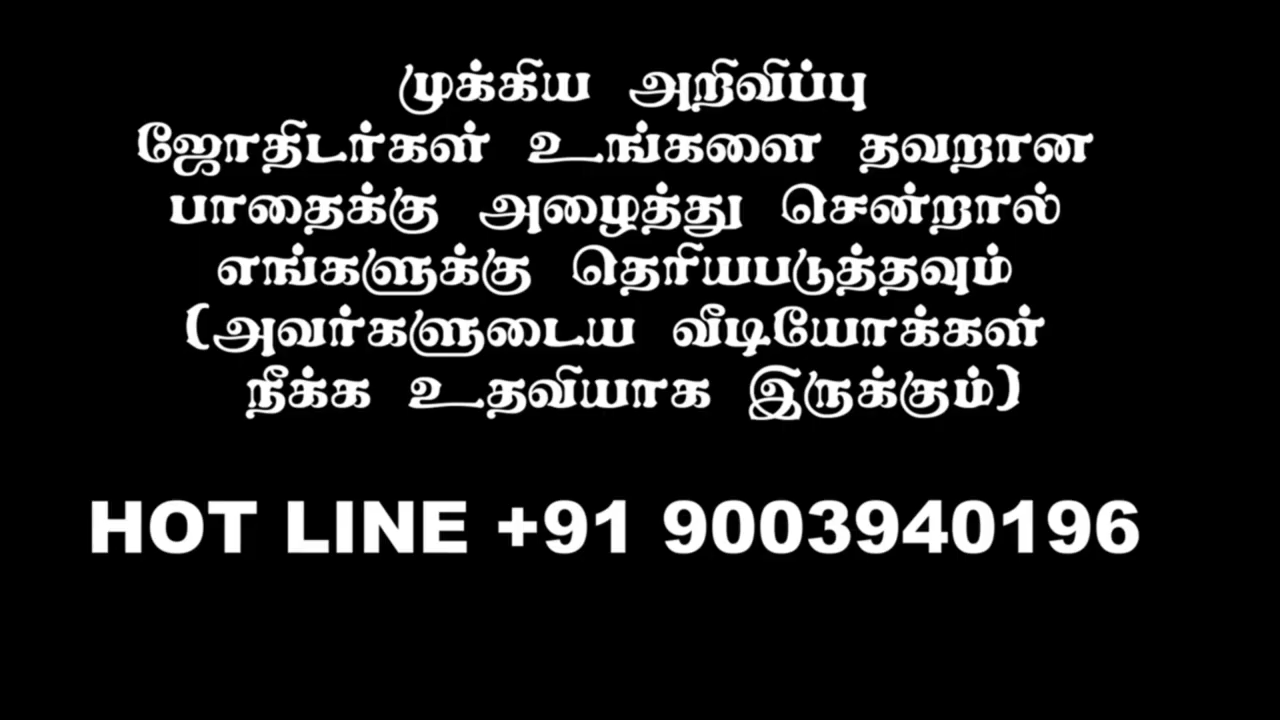 முக்கிய அறிவிப்பு
ஜோதிடர்கள் உங்களை தவறான
பாதைக்கு அழைத்து சென்றால்
எங்களுக்கு தெரியபடுத்தவும்
(அவர்களுடைய வீடியோக்கள்
நீக்க உதவியாக இருக்கும்)
HOT LINE +91 9003940196